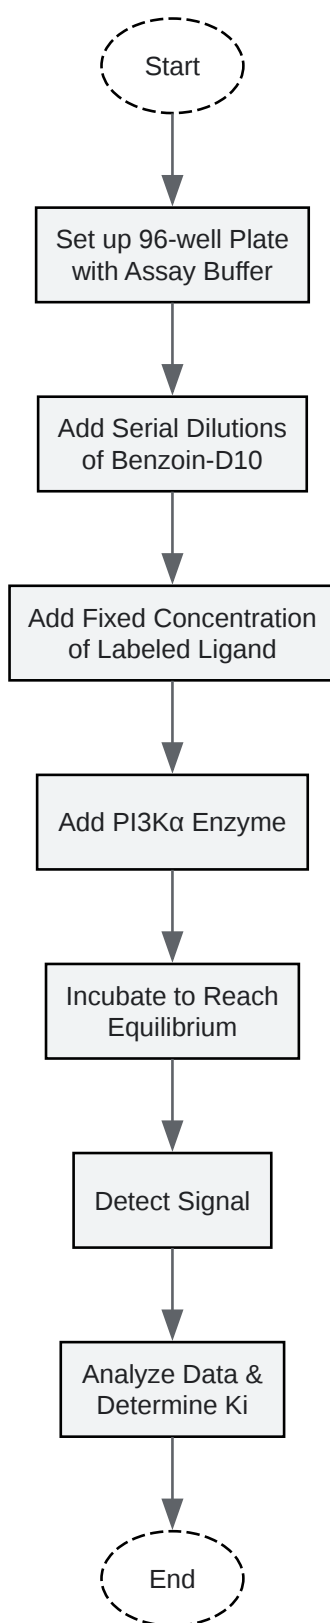 Start
Set up 96-well Plate
with Assay Buffer
Add Serial Dilutions
of Benzoin-D10
Add Fixed Concentration
of Labeled Ligand
Add PI3Kα Enzyme
Incubate to Reach
Equilibrium
Detect Signal
Analyze Data &
Determine Ki
End